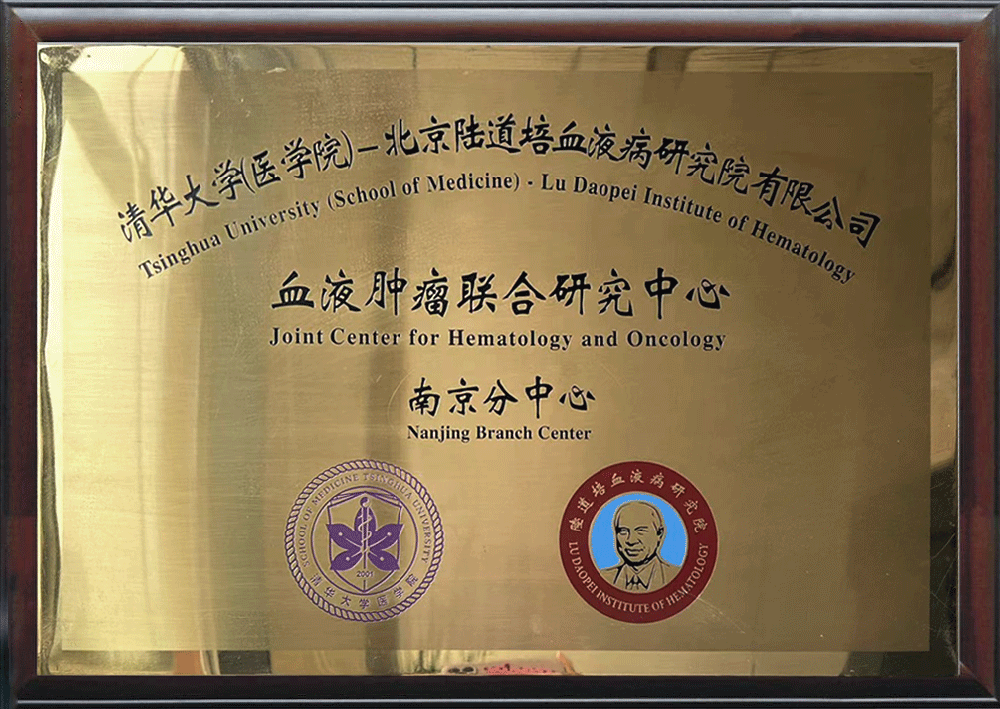 清华大学(医学院)-北京陆道培血液病研究院有限公司
Tsinghua University (School of Medicine) - Lu Daopei Institute of Hematology
血液肿瘤联合研究中心
Joint Center for Hematology and Oncology
南京分中心
Nanjing Branch Center
SCHOOL OF MEDICINE TSINGHUA UNIVERSITY
2001
清华大学医学院
陆道培血液病研究院
LU DAOPEI INSTITUTE OF HEMATOLOGY